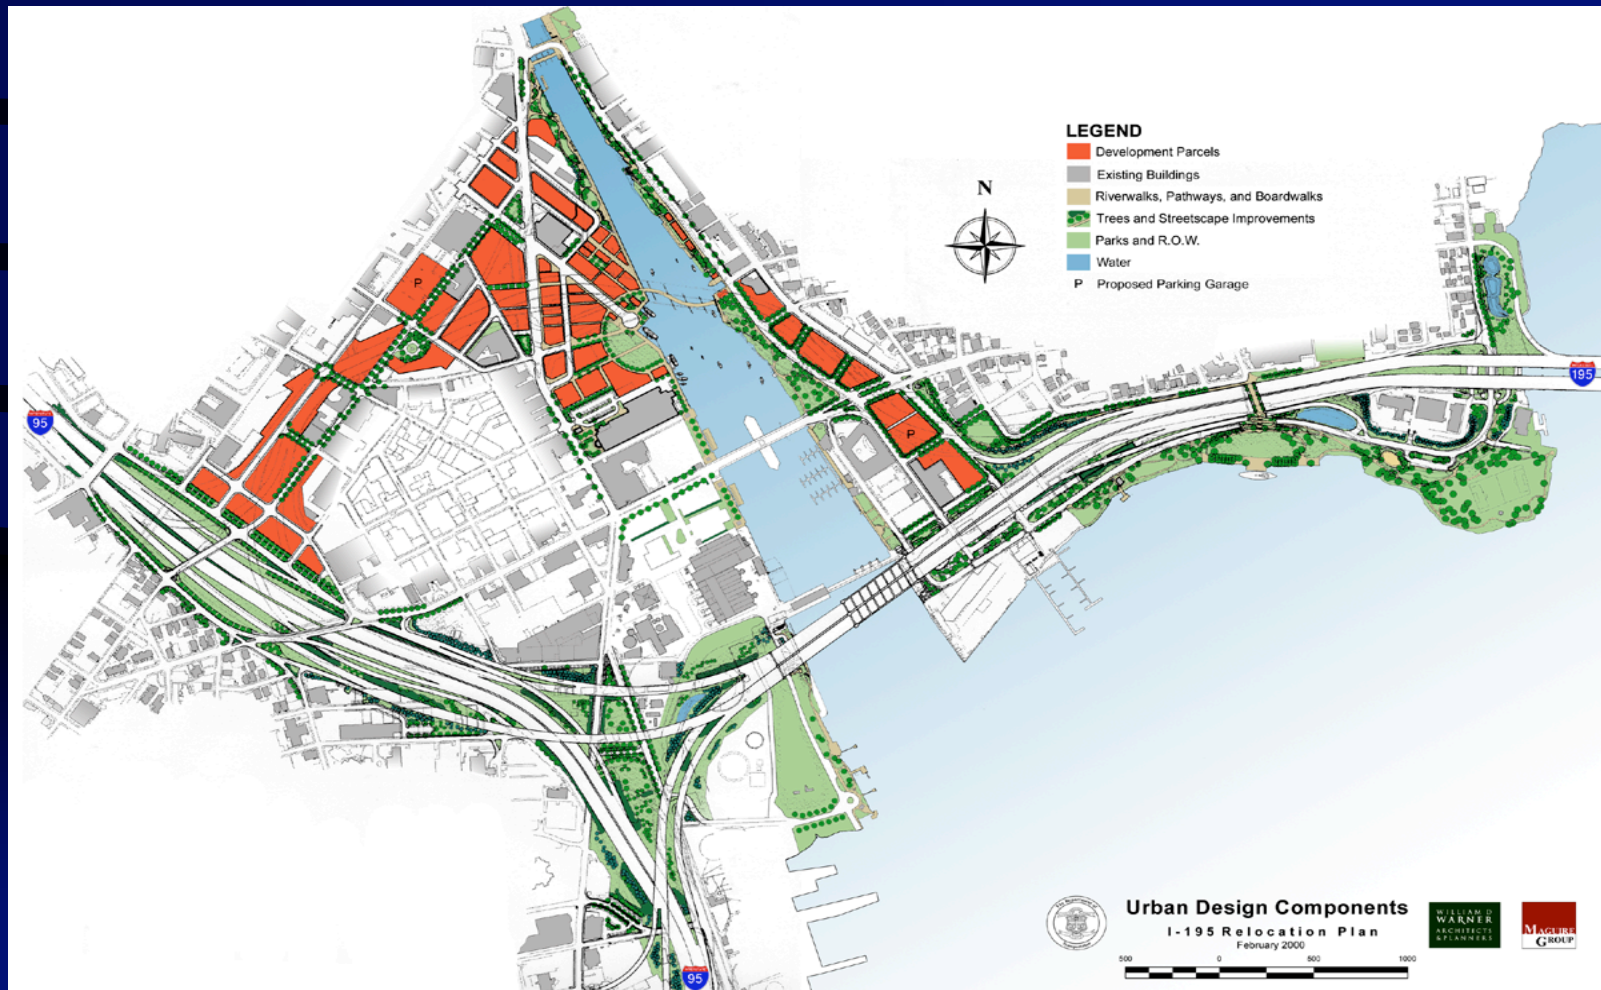 LEGEND
Development Parcels
Existing Buildings
Riverwalks, Pathways, and Boardwalks
Trees and Streetscape Improvements
Parks and R.O.W.
Water
P Proposed Parking Garage
N
P
P
195
95
95
Urban Design Components
I-195 Relocation Plan
February 2000
500 0 500 1000
WILLIAM D
WARNER
ARCHITECTS
& PLANNERS
MAGUIRE
GROUP